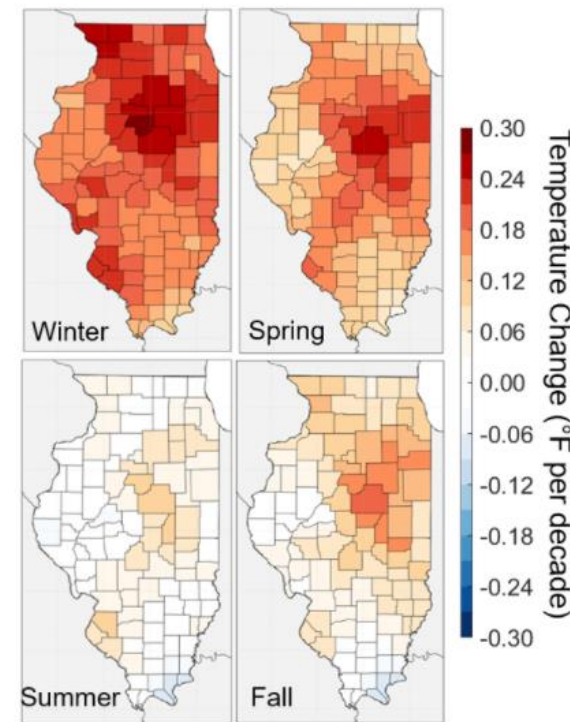 Winter
Spring
Summer
Fall
0.30
0.24
0.18
0.12
0.06
0.00
-0.06
-0.12
-0.18
-0.24
-0.30
Temperature Change (°F per decade)